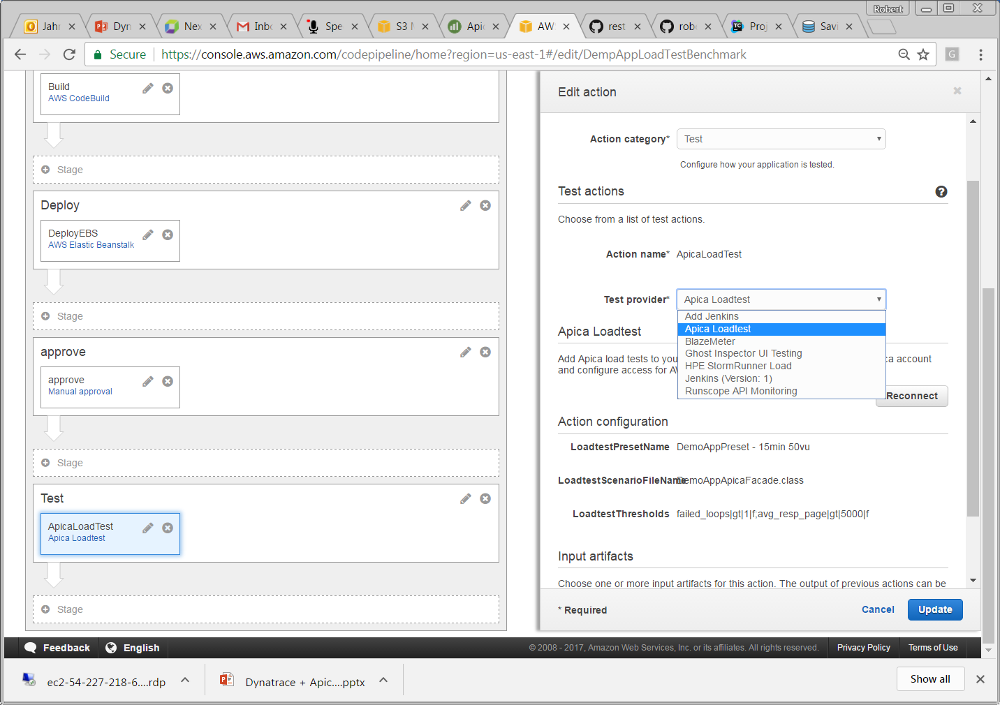 Robert
Jahr
Dyn
Nex
Inbo
Spe
S3 M
Apic
AWS
rest
robe
Proj
Savi
Secure
https://console.aws.amazon.com/codepipeline/home?region=us-east-1#/edit/DempAppLoadTestBenchmark
G
Build
AWS CodeBuild
Stage
Deploy
DeployEBS
AWS Elastic Beanstalk
Stage
approve
approve
Manual approval
Stage
Test
ApicaLoadTest
Apica Loadtest
Stage
Edit action
Action category* Test
Configure how your application is tested.
Test actions
Choose from a list of test actions.
Action name* ApicaLoadTest
Test provider* Apica Loadtest
Add Jenkins
Apica Loadtest
BlazeMeter
Ghost Inspector UI Testing
HPE StormRunner Load
Jenkins (Version: 1)
Runscope API Monitoring
Apica Loadtest
Add Apica load tests to you ca account
and configure access for AW
Reconnect
Action configuration
LoadtestPresetName DemoAppPreset - 15min 50vu
LoadtestScenarioFileName DemoAppApicaFacade.class
LoadtestThresholds failed_loops|gt|1|f;avg_resp_page|gt|5000|f
Input artifacts
Choose one or more input artifacts for this action. The output of previous actions can be
* Required
Cancel
Update
Feedback
English
© 2008 - 2017, Amazon Web Services, Inc. or its affiliates. All rights reserved.
Privacy Policy
Terms of Use
ec2-54-227-218-6....rdp
Dynatrace + Apic....pptx
Show all